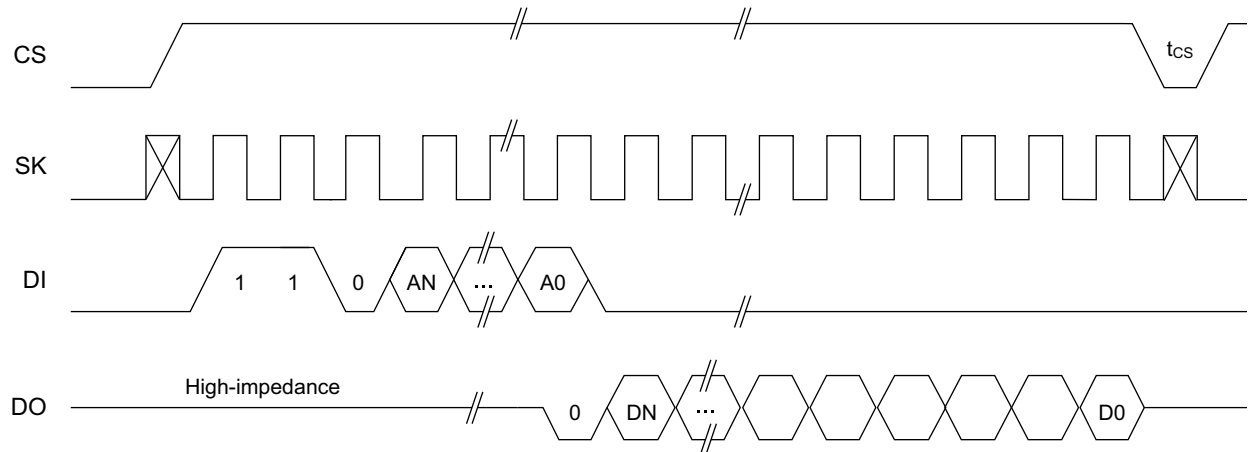 CS
tCS
SK
DI 1 1 0 AN ... A0
High-impedance
DO 0 DN ... D0